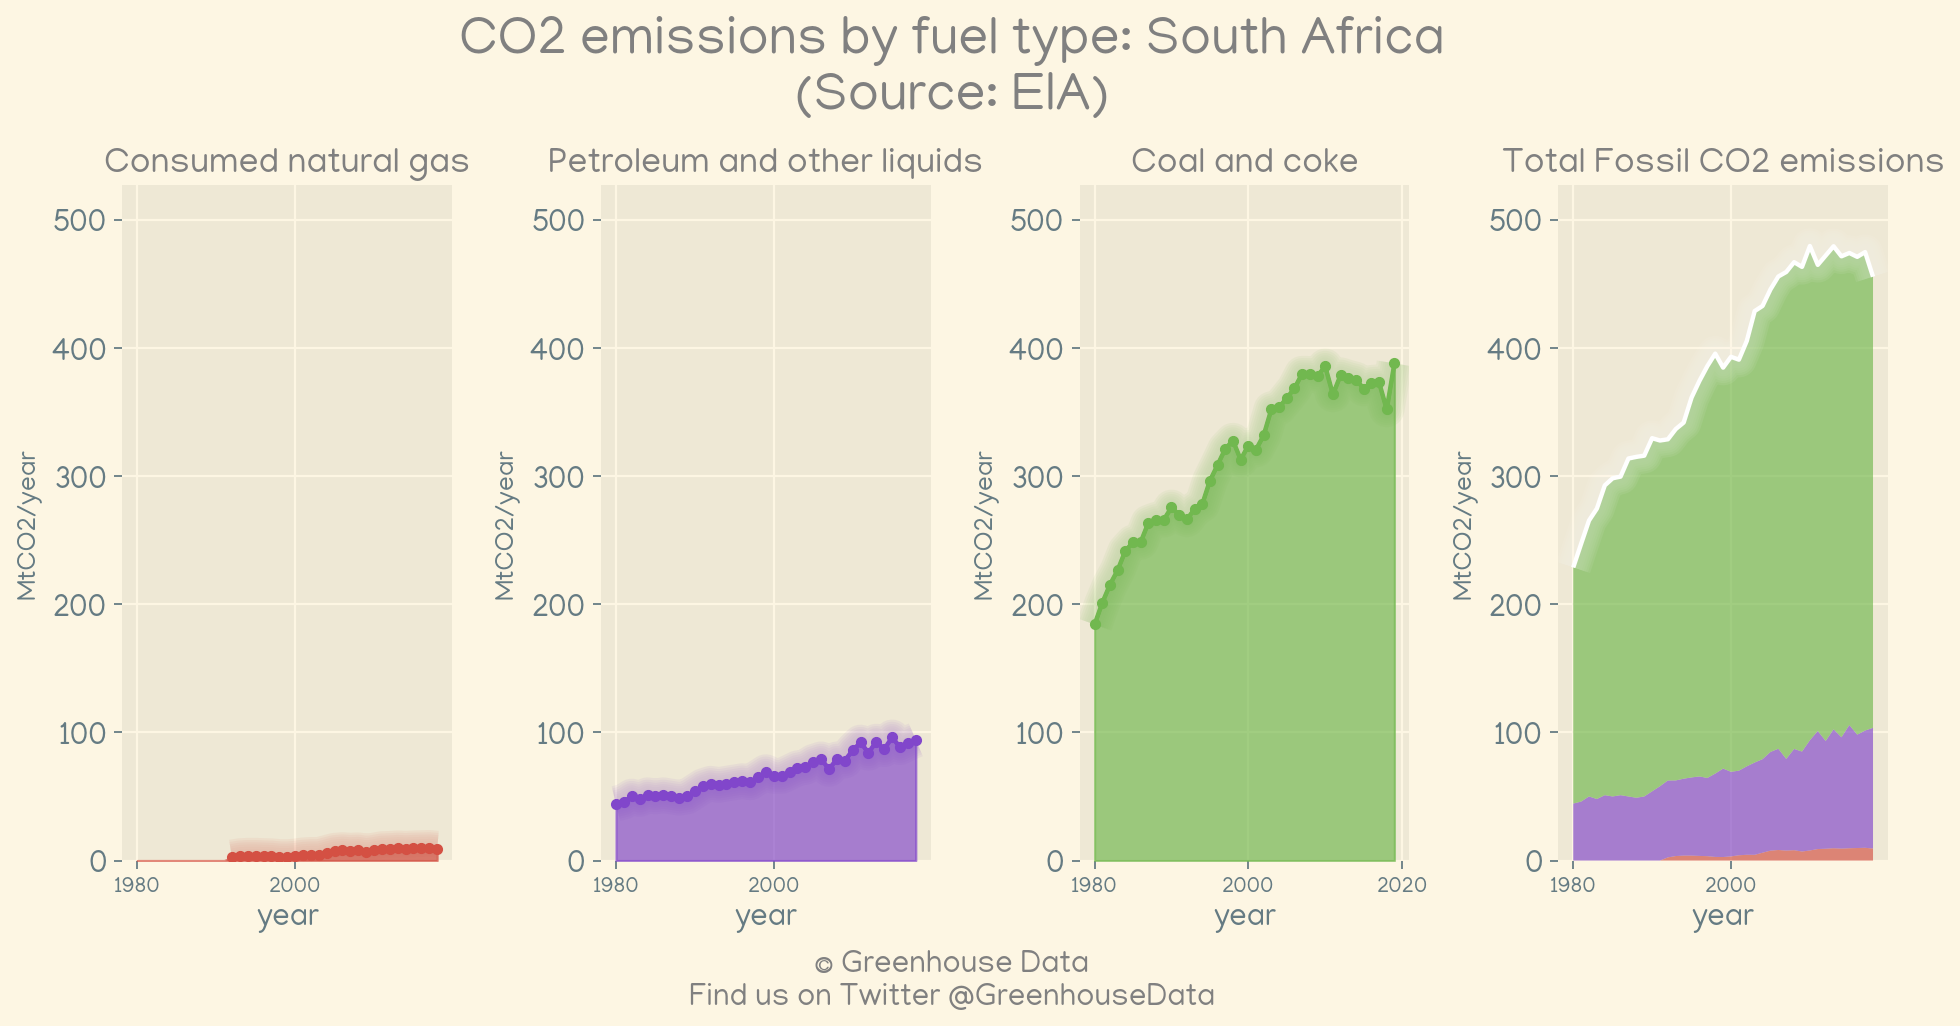 CO2 emissions by fuel type: South Africa
(Source: EIA)
Consumed natural gas
500
400
300
200
100
0
MtCO2/year
1980
2000
year
Petroleum and other liquids
500
400
300
200
100
0
MtCO2/year
1980
2000
year
Coal and coke
500
400
300
200
100
0
MtCO2/year
1980
2000
2020
year
Total Fossil CO2 emissions
500
400
300
200
100
0
MtCO2/year
1980
2000
year
© Greenhouse Data
Find us on Twitter @GreenhouseData